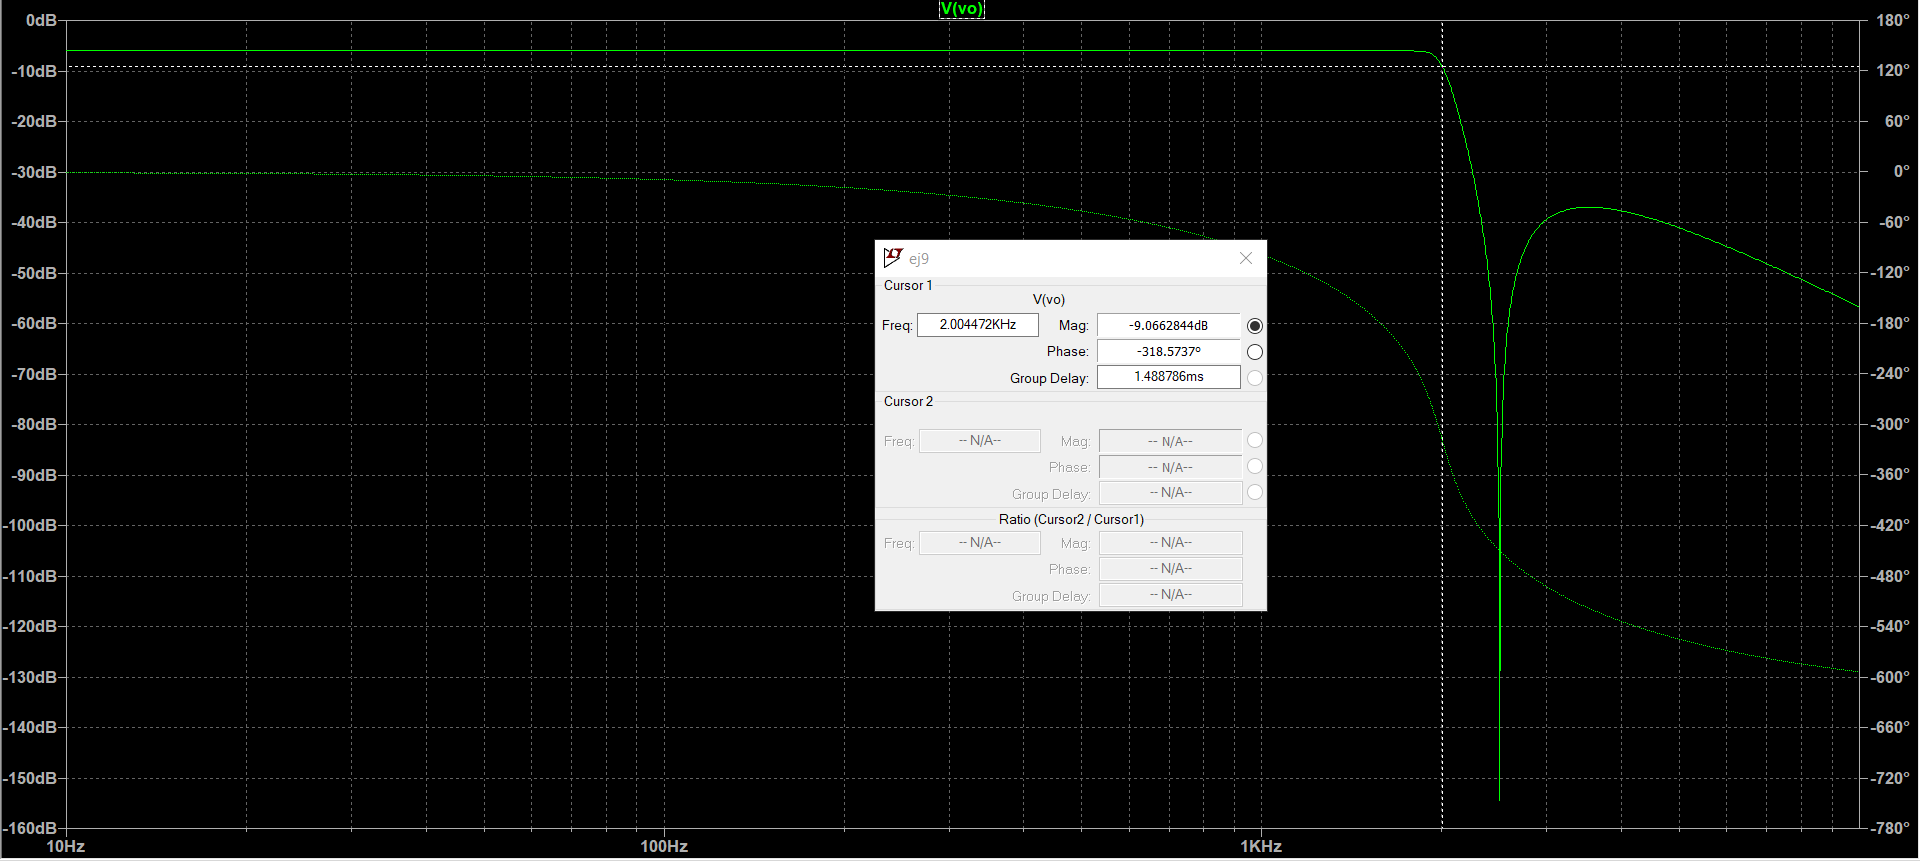 V(vo)
0dB
-10dB
-20dB
-30dB
-40dB
-50dB
-60dB
-70dB
-80dB
-90dB
-100dB
-110dB
-120dB
-130dB
-140dB
-150dB
-160dB
180°
120°
60°
0°
-60°
-120°
-180°
-240°
-300°
-360°
-420°
-480°
-540°
-600°
-660°
-720°
-780°
10Hz 100Hz 1KHz
ej9
Cursor 1
V(vo)
Freq: 2.004472KHz Mag: -9.0662844dB
Phase: -318.5737°
Group Delay: 1.488786ms
Cursor 2
Freq: -- N/A-- Mag: -- N/A--
Phase: -- N/A--
Group Delay: -- N/A--
Ratio (Cursor2 / Cursor1)
Freq: -- N/A-- Mag: -- N/A--
Phase: -- N/A--
Group Delay: -- N/A--